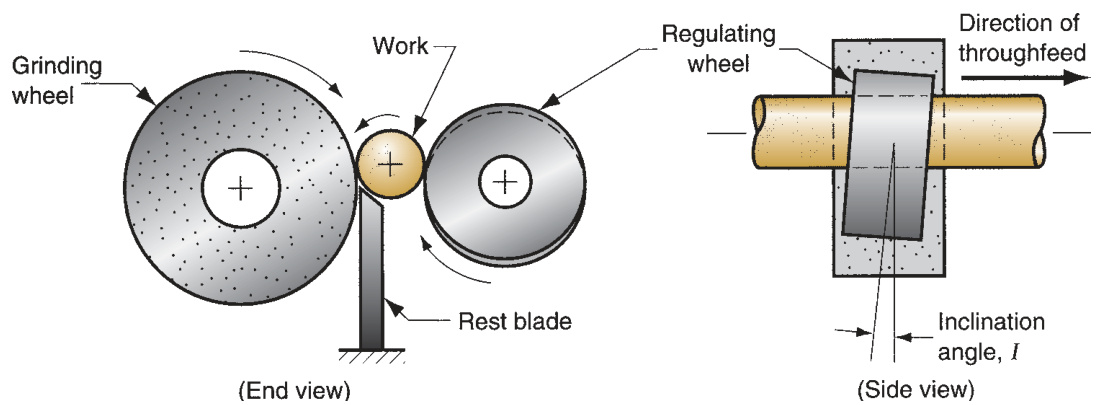 Grinding
wheel
Work
Rest blade
(End view)
Regulating
wheel
Direction of
throughfeed
Inclination
angle, I
(Side view)